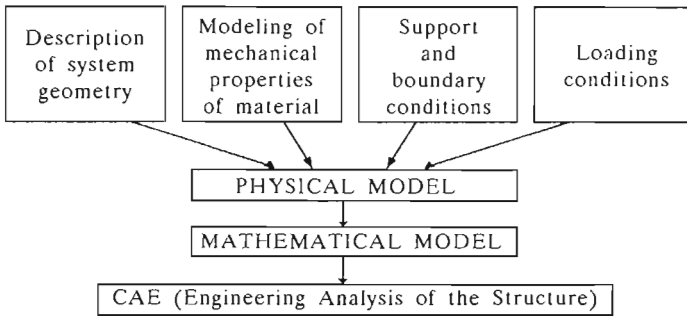 Description
of system
geometry
Modeling of
mechanical
properties
of material
Support
and
boundary
conditions
Loading
conditions
PHYSICAL MODEL
MATHEMATICAL MODEL
CAE (Engineering Analysis of the Structure)